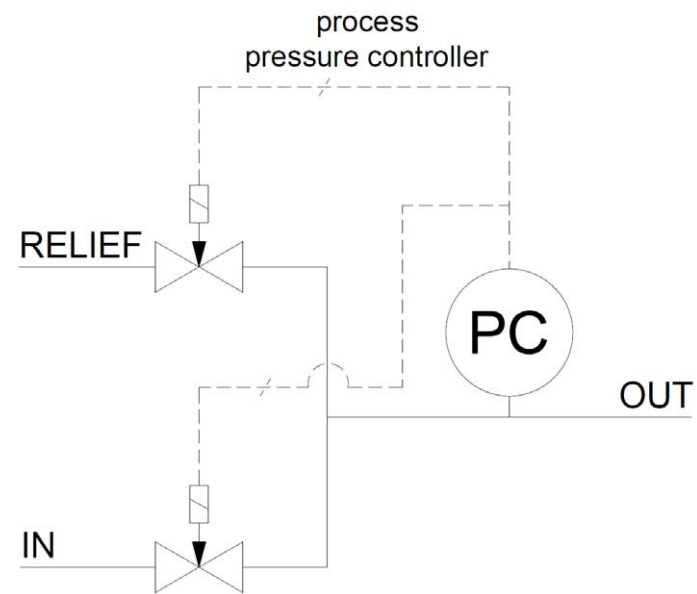 process
pressure controller
RELIEF
PC
OUT
IN